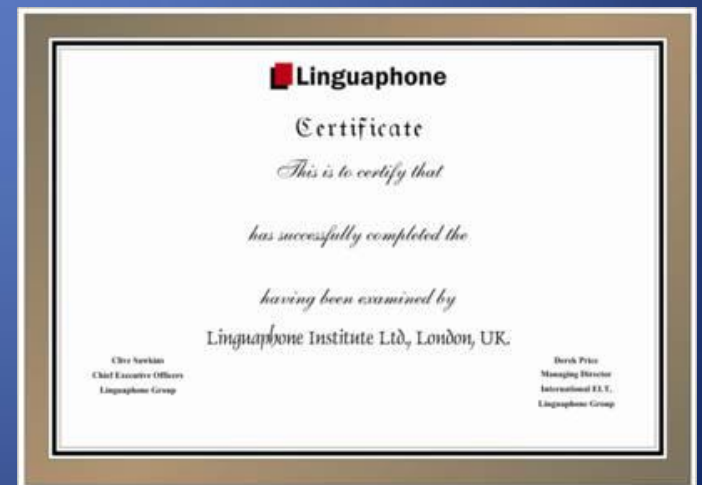 Linguaphone
Certificate
This is to certify that
has successfully completed the
having been examined by
Linguaphone Institute Ltd, London, UK.
Clive Sawkins
Chief Executive Officers
Linguaphone Group
Derek Price
Managing Director
International ELT,
Linguaphone Group